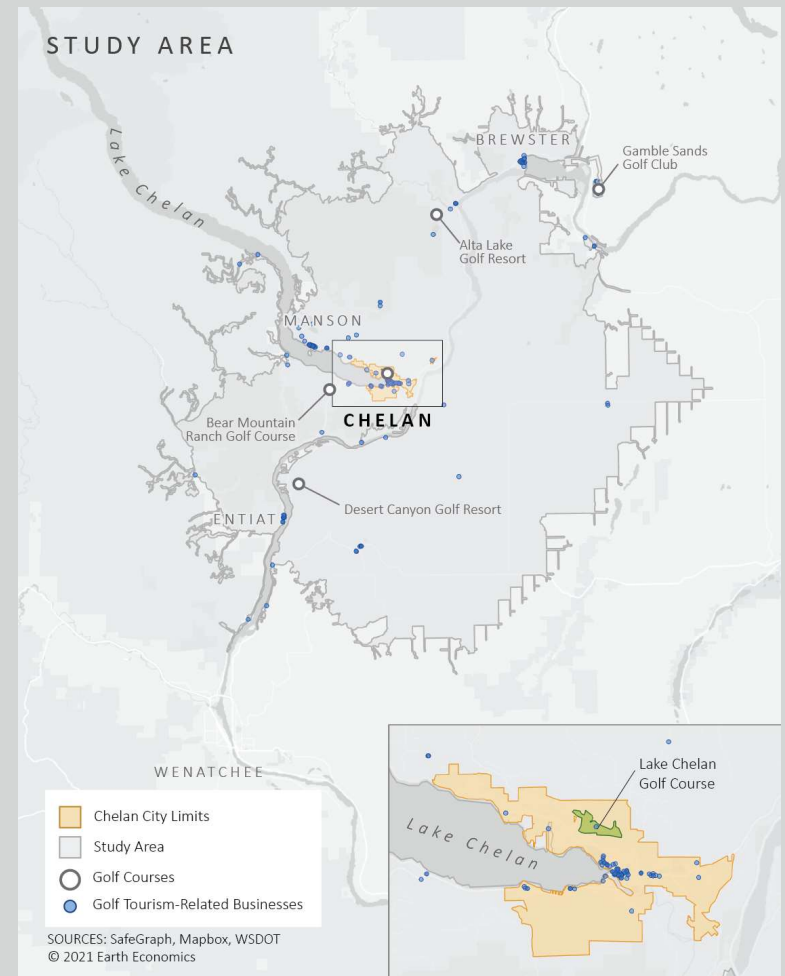 STUDY AREA
Lake Chelan
BREWSTER
Gamble Sands
Golf Club
Alta Lake
Golf Resort
MANSON
Bear Mountain
Ranch Golf Course
CHELAN
Desert Canyon Golf Resort
ENTIAT
WENATCHEE
Lake Chelan
Golf Course
Lake Chelan
Chelan City Limits
Study Area
Golf Courses
Golf Tourism-Related Businesses
SOURCES: SafeGraph, Mapbox, WSDOT
© 2021 Earth Economics